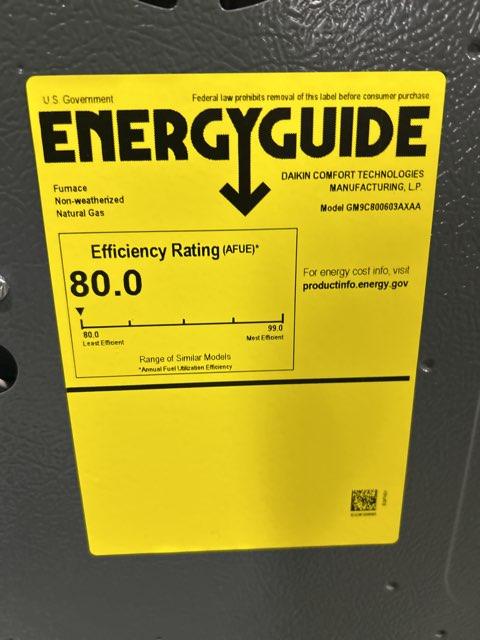 U.S. Government
Federal law prohibits removal of this label before consumer purchase
ENERGYGUIDE
Furnace
Non-weatherized
Natural Gas
DAIKIN COMFORT TECHNOLOGIES
MANUFACTURING, L.P.
Model GM9C800603AXAA
Efficiency Rating (AFUE)*
80.0
80.0
Least Efficient
99.0
Most Efficient
Range of Similar Models
*Annual Fuel Utilization Efficiency
For energy cost info, visit
productinfo.energy.gov